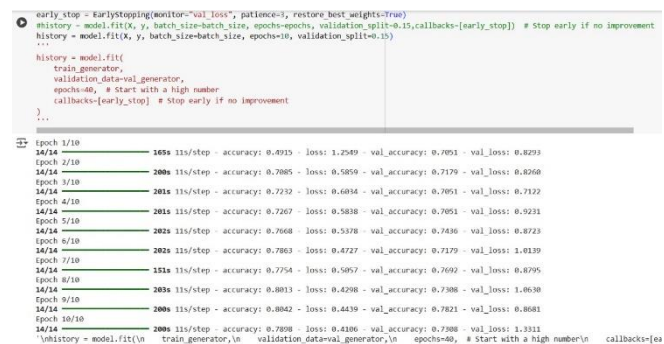 early_stop = EarlyStopping(monitor="val_loss", patience=3, restore_best_weights=True)
#history = model.fit(X, y, batch_size=batch_size, epochs=epochs, validation_split=0.15,callbacks=[early_stop])  # Stop early if no improvement
history = model.fit(X, y, batch_size=batch_size, epochs=10, validation_split=0.15)
'''
history = model.fit(
    train_generator,
    validation_data=val_generator,
    epochs=40,  # Start with a high number
    callbacks=[early_stop]  # Stop early if no improvement
)
'''
Epoch 1/10
14/14 165s 11s/step - accuracy: 0.4915 - loss: 1.2549 - val_accuracy: 0.7051 - val_loss: 0.8293
Epoch 2/10
14/14 200s 11s/step - accuracy: 0.7085 - loss: 0.5859 - val_accuracy: 0.7179 - val_loss: 0.8260
Epoch 3/10
14/14 201s 11s/step - accuracy: 0.7232 - loss: 0.6034 - val_accuracy: 0.7051 - val_loss: 0.7122
Epoch 4/10
14/14 201s 11s/step - accuracy: 0.7267 - loss: 0.5838 - val_accuracy: 0.7051 - val_loss: 0.9231
Epoch 5/10
14/14 202s 11s/step - accuracy: 0.7668 - loss: 0.5378 - val_accuracy: 0.7436 - val_loss: 0.8723
Epoch 6/10
14/14 202s 11s/step - accuracy: 0.7863 - loss: 0.4727 - val_accuracy: 0.7179 - val_loss: 1.0139
Epoch 7/10
14/14 151s 11s/step - accuracy: 0.7754 - loss: 0.5057 - val_accuracy: 0.7692 - val_loss: 0.8795
Epoch 8/10
14/14 203s 11s/step - accuracy: 0.8013 - loss: 0.4298 - val_accuracy: 0.7308 - val_loss: 1.0630
Epoch 9/10
14/14 200s 11s/step - accuracy: 0.8042 - loss: 0.4439 - val_accuracy: 0.7821 - val_loss: 0.8681
Epoch 10/10
14/14 200s 11s/step - accuracy: 0.7898 - loss: 0.4106 - val_accuracy: 0.7308 - val_loss: 1.3311
'\nhistory = model.fit(\n    train_generator,\n    validation_data=val_generator,\n    epochs=40,  # Start with a high number\n    callbacks=[ea